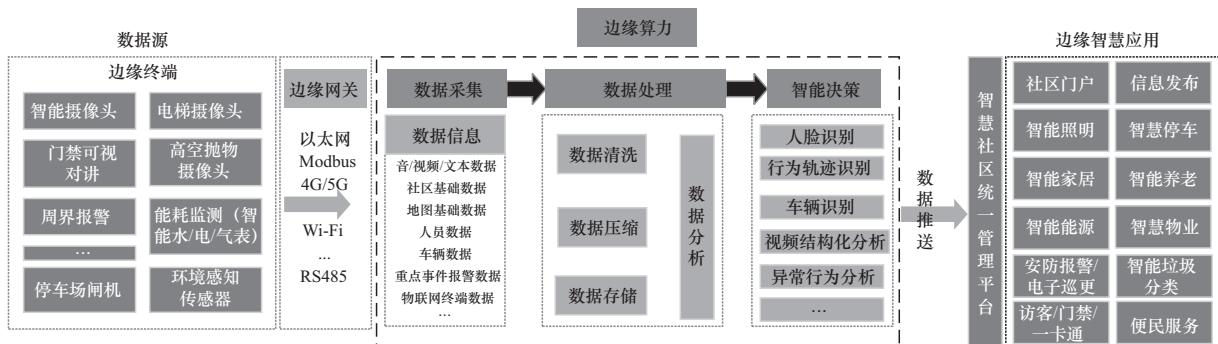 数据源
边缘终端
智能摄像头
电梯摄像头
门禁可视
对讲
高空抛物
摄像头
周界报警
能耗监测（智
能水/电/气表）
...
停车场闸机
环境感知
传感器
边缘网关
以太网
Modbus
4G/5G
Wi-Fi
...
RS485
边缘算力
数据采集
数据信息
音/视频/文本数据
社区基础数据
地图基础数据
人员数据
车辆数据
重点事件报警数据
物联网终端数据
...
数据处理
数据清洗
数据压缩
数据存储
数据分析
智能决策
人脸识别
行为轨迹识别
车辆识别
视频结构化分析
异常行为分析
...
数据推送
智慧社区统一管理平台
边缘智慧应用
社区门户
信息发布
智能照明
智慧停车
智能家居
智能养老
智能能源
智慧物业
安防报警/
电子巡更
智能垃圾
分类
访客/门禁/
一卡通
便民服务